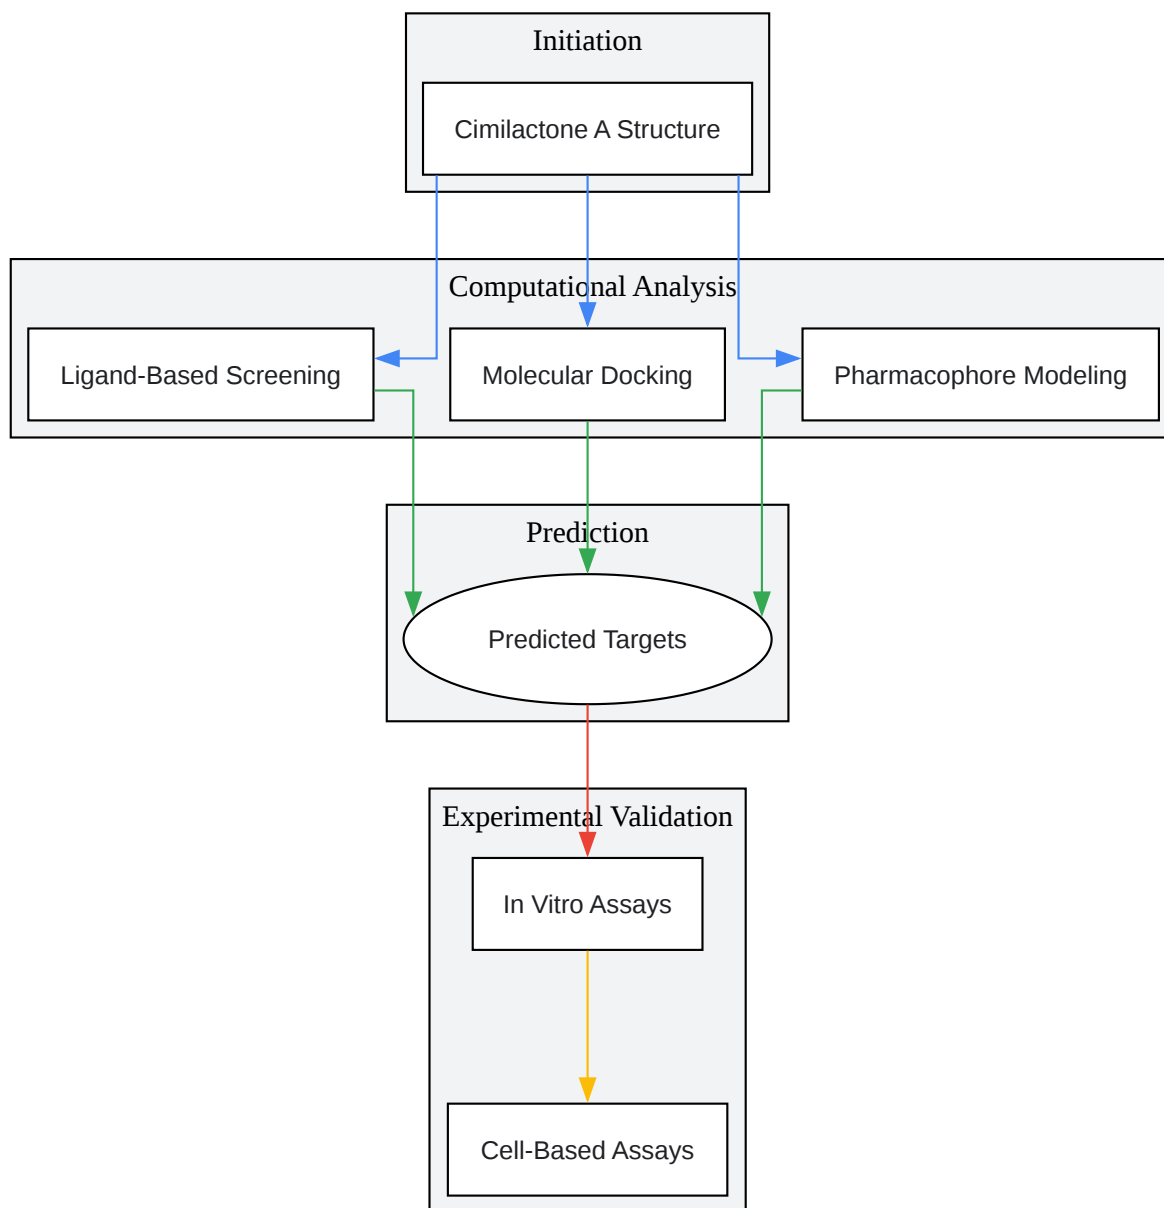 Initiation
Cimilactone A Structure
Computational Analysis
Ligand-Based Screening
Molecular Docking
Pharmacophore Modeling
Prediction
Predicted Targets
Experimental Validation
In Vitro Assays
Cell-Based Assays